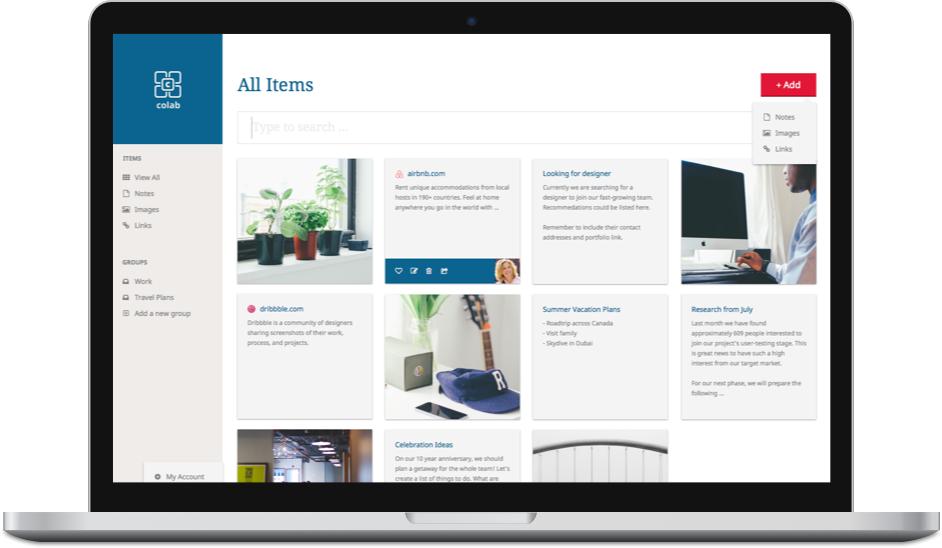 colab
ITEMS
View All
Notes
Images
Links
GROUPS
Work
Travel Plans
Add a new group
My Account
All Items
+ Add
Notes
Images
Links
Type to search ...
airbnb.com
Rent unique accommodations from local
hosts in 190+ countries. Feel at home
anywhere you go in the world with ...
Looking for designer
Currently we are searching for a
designer to join our fast-growing team.
Recommedations could be listed here.
Remember to include their contact
addresses and portfolio link.
dribbble.com
Dribbble is a community of designers
sharing screenshots of their work,
process, and projects.
R
Summer Vacation Plans
- Roadtrip across Canada
- Visit family
- Skydive in Dubai
Research from July
Last month we have found
approximately 609 people interested to
join our project's user-testing stage. This
is great news to have such a high
interest from our target market.
For our next phase, we will prepare the
following ...
Celebration Ideas
On our 10 year anniversary, we should
plan a getaway for the whole team! Let's
create a list of things to do. What are